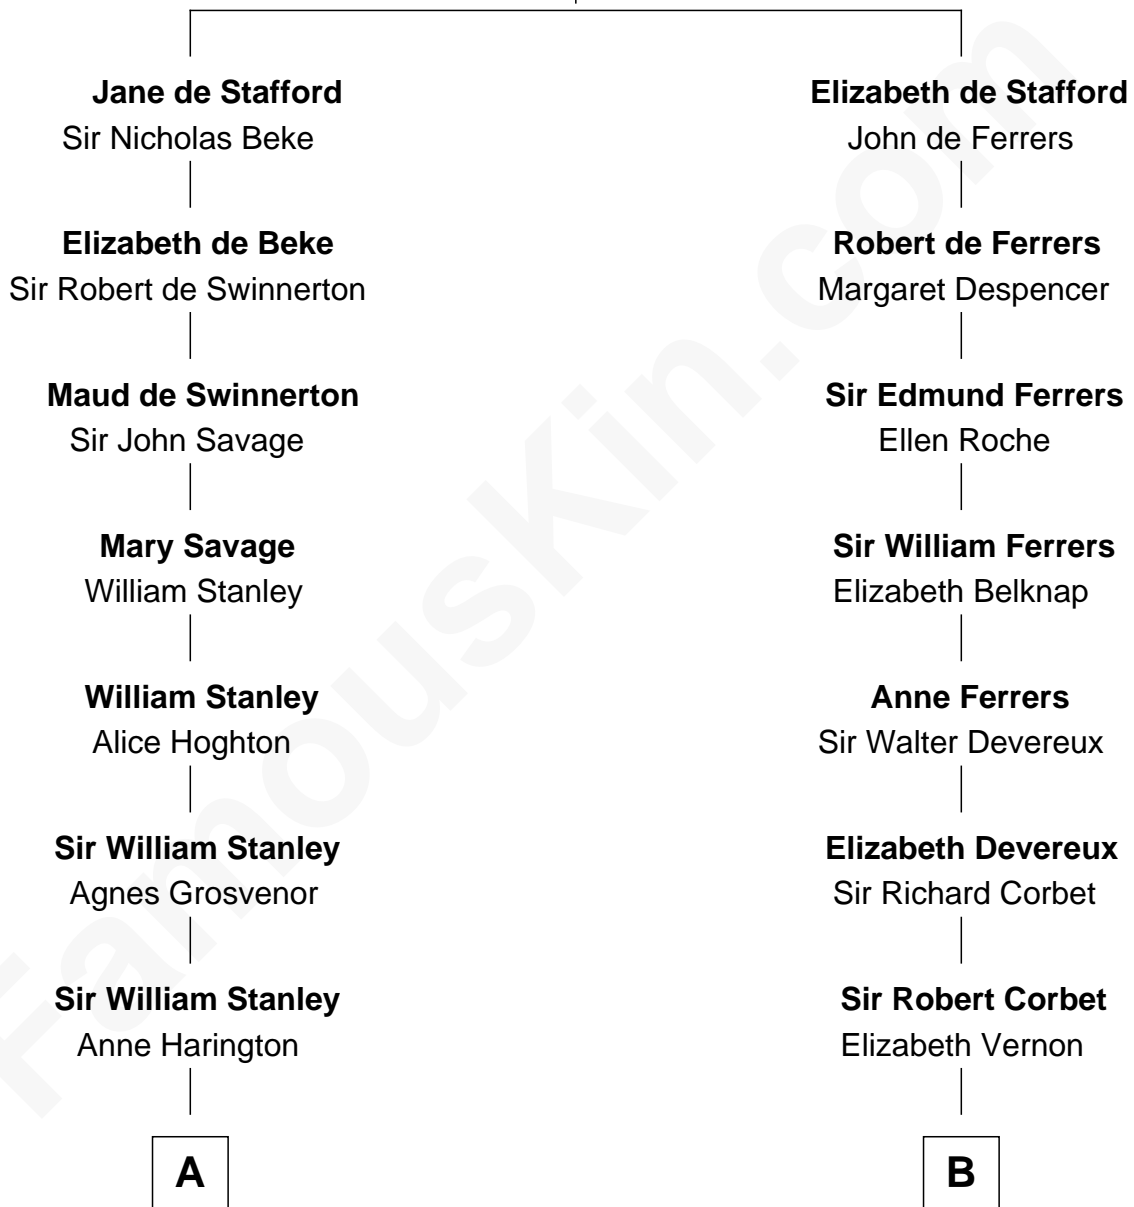 Jane de Stafford
Sir Nicholas Beke
Elizabeth de Beke
Sir Robert de Swinnerton
Maud de Swinnerton
Sir John Savage
Mary Savage
William Stanley
William Stanley
Alice Hoghton
Sir William Stanley
Agnes Grosvenor
Sir William Stanley
Anne Harington
A
Elizabeth de Stafford
John de Ferrers
Robert de Ferrers
Margaret Despencer
Sir Edmund Ferrers
Ellen Roche
Sir William Ferrers
Elizabeth Belknap
Anne Ferrers
Sir Walter Devereux
Elizabeth Devereux
Sir Richard Corbet
Sir Robert Corbet
Elizabeth Vernon
B
FamousKin.com